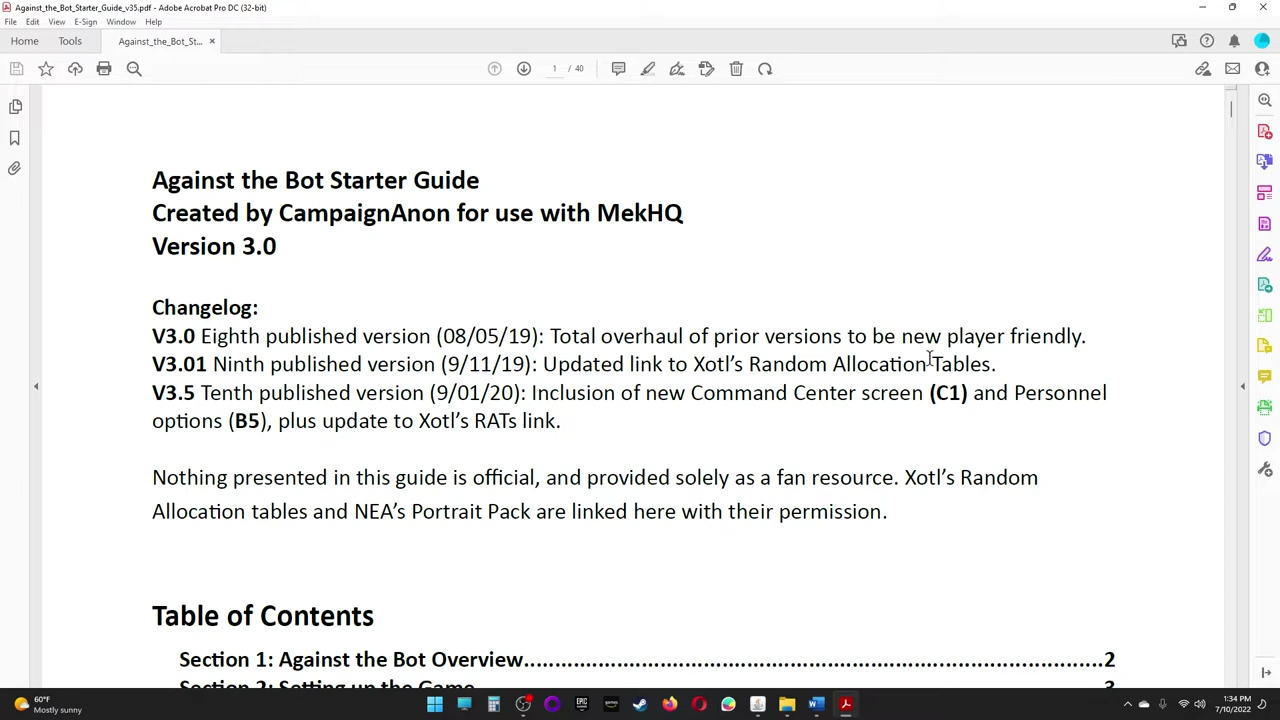 Against_the_Bot_Starter_Guide_v35.pdf - Adobe Acrobat Pro DC (32-bit)
File Edit View E-Sign Window Help
Home Tools Against_the_Bot_St...
1 / 40
Against the Bot Starter Guide
Created by CampaignAnon for use with MekHQ
Version 3.0
Changelog:
V3.0 Eighth published version (08/05/19): Total overhaul of prior versions to be new player friendly.
V3.01 Ninth published version (9/11/19): Updated link to Xotl’s Random Allocation Tables.
V3.5 Tenth published version (9/01/20): Inclusion of new Command Center screen (C1) and Personnel
options (B5), plus update to Xotl’s RATs link.
Nothing presented in this guide is official, and provided solely as a fan resource. Xotl’s Random
Allocation tables and NEA’s Portrait Pack are linked here with their permission.
Table of Contents
Section 1: Against the Bot Overview..............................................................................................2
Section 2: Setting up the Game 3
60°F
Mostly sunny
1:34 PM
7/10/2022